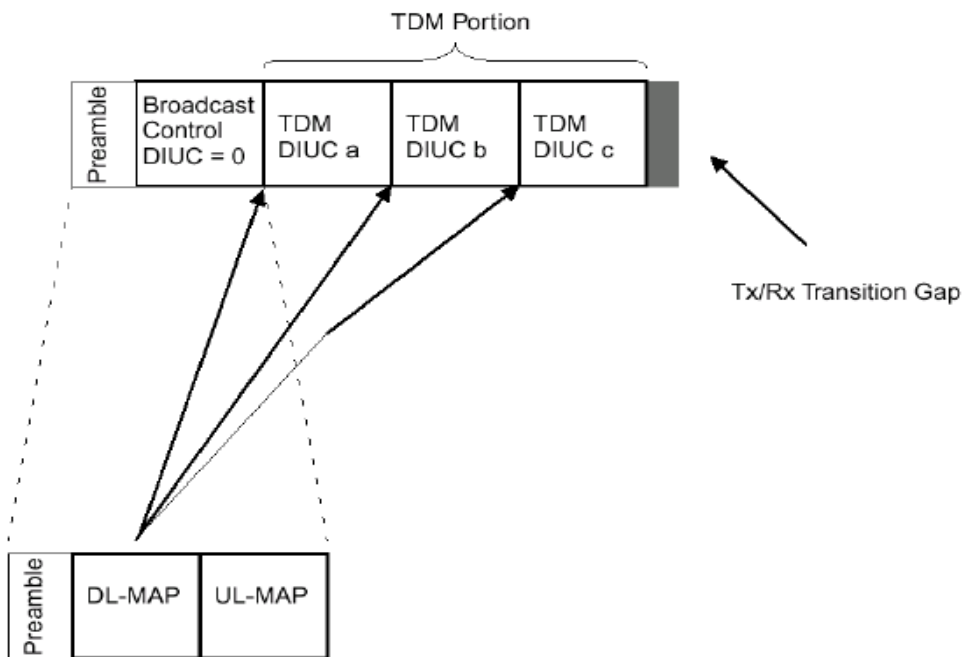 TDM Portion
Preamble
Broadcast
Control
DIUC = 0
TDM
DIUC a
TDM
DIUC b
TDM
DIUC c
Tx/Rx Transition Gap
Preamble
DL-MAP
UL-MAP